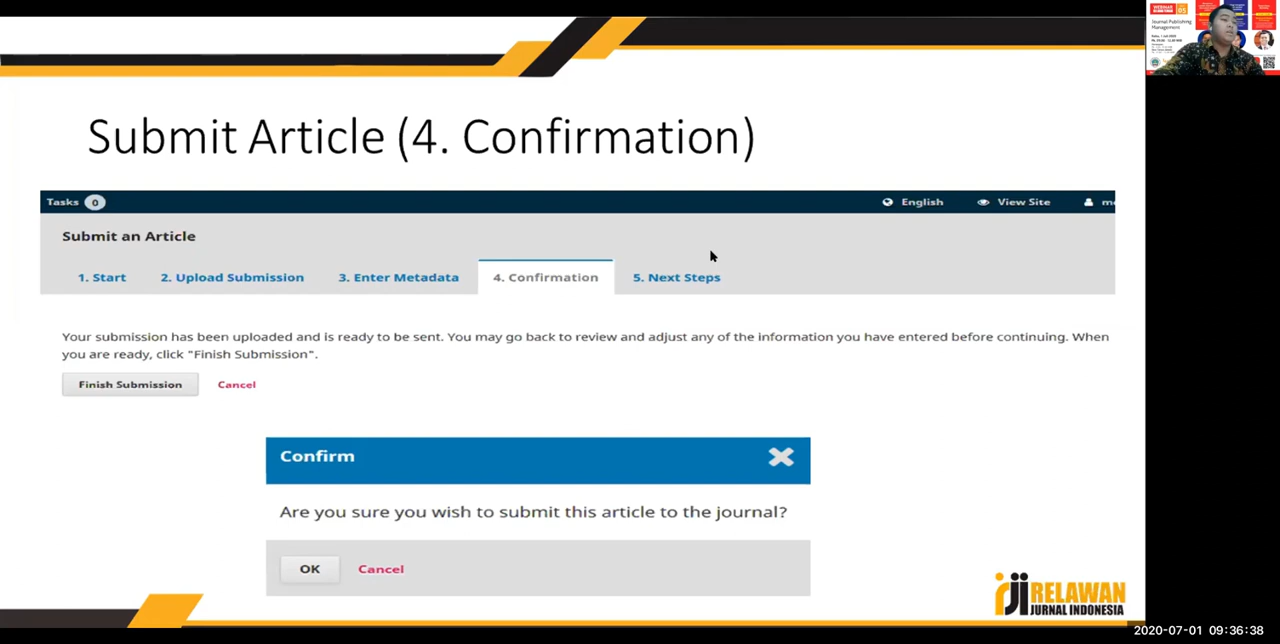 Submit Article (4. Confirmation)
Tasks 0
English View Site
Submit an Article
1. Start 2. Upload Submission 3. Enter Metadata 4. Confirmation 5. Next Steps
Your submission has been uploaded and is ready to be sent. You may go back to review and adjust any of the information you have entered before continuing. When
you are ready, click "Finish Submission".
Finish Submission Cancel
Confirm
Are you sure you wish to submit this article to the journal?
OK Cancel
RELAWAN
JURNAL INDONESIA
Journal Publishing
Management
2020-07-01 09:36:38